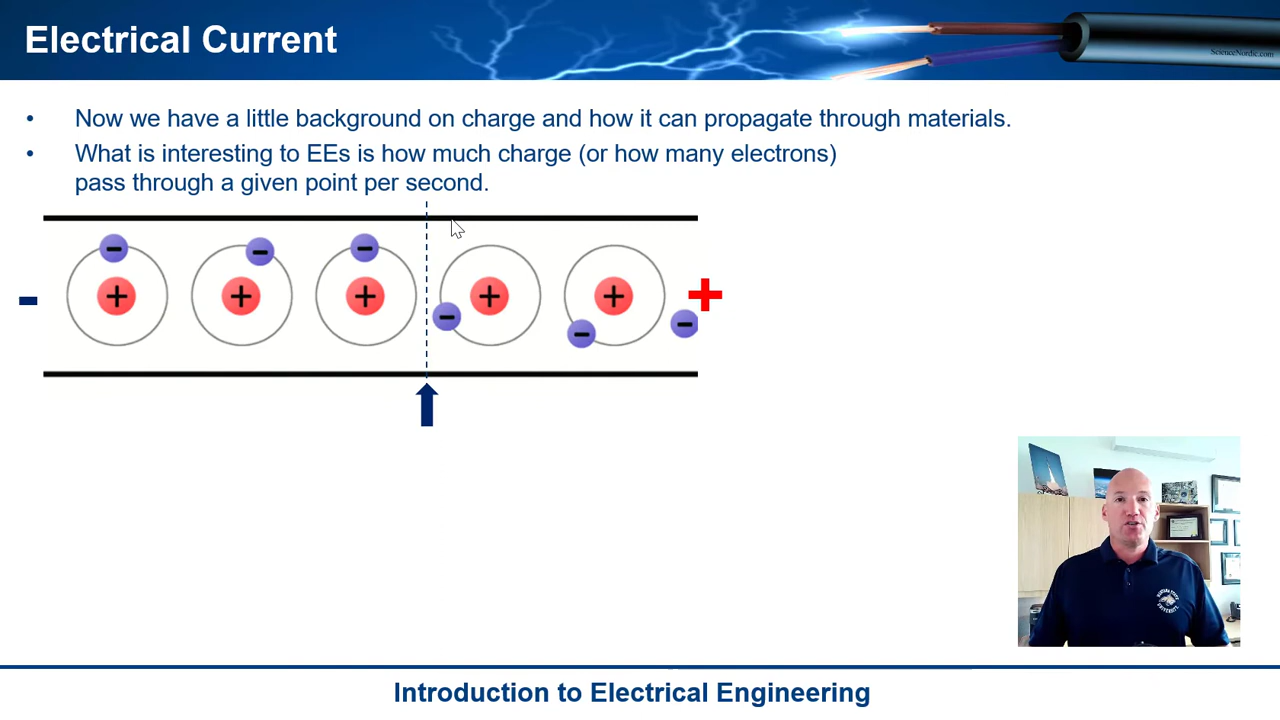 Electrical Current
ScienceNordic.com
• Now we have a little background on charge and how it can propagate through materials.
• What is interesting to EEs is how much charge (or how many electrons)
pass through a given point per second.
- - - - - - -
+ + + + + +
Introduction to Electrical Engineering